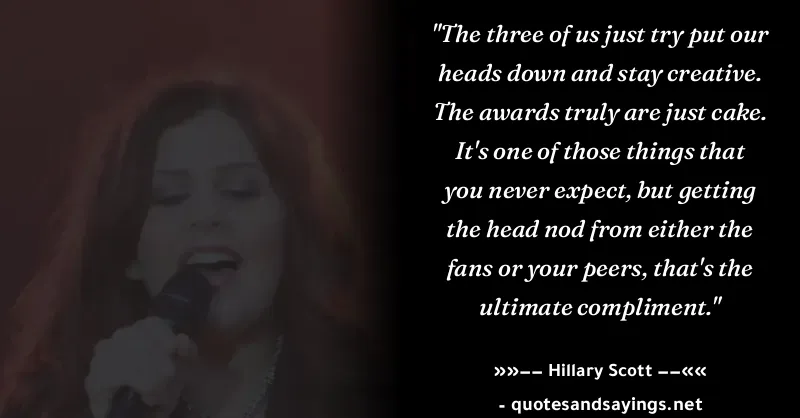 "The three of us just try put our
heads down and stay creative.
The awards truly are just cake.
It's one of those things that
you never expect, but getting
the head nod from either the
fans or your peers, that's the
ultimate compliment."
»»−− Hillary Scott −−««
- quotesandsayings.net